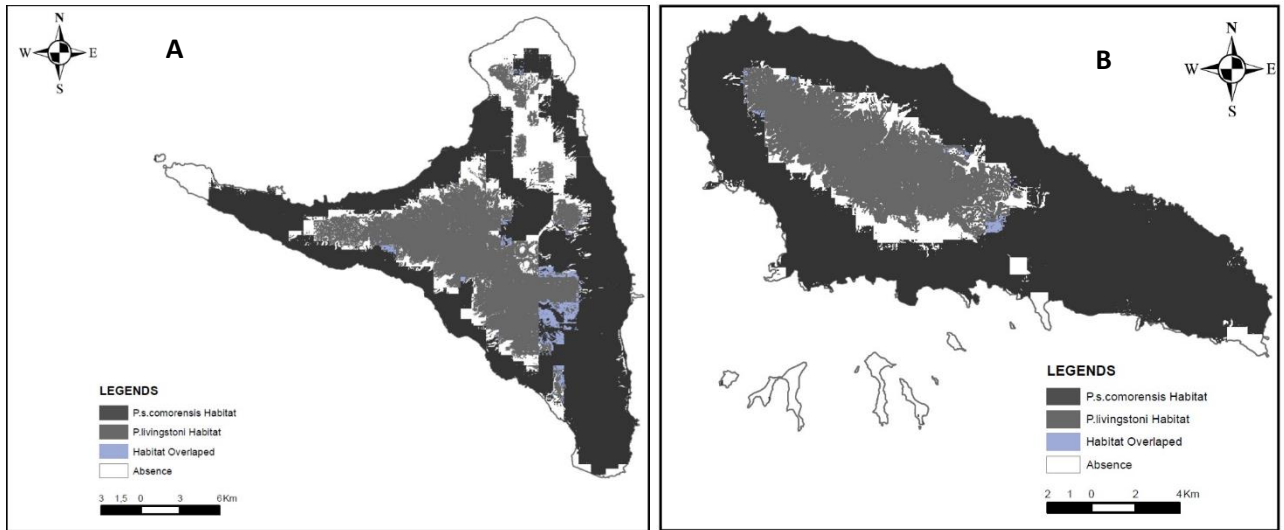 N
W E
S
A
LEGENDS
P.s.comorensis Habitat
P.livingstoni Habitat
Habitat Overlaped
Absence
3 1,5 0 3 6Km
N
W E
S
B
LEGENDS
P.s.comorensis Habitat
P.livingstoni Habitat
Habitat Overlaped
Absence
2 1 0 2 4Km